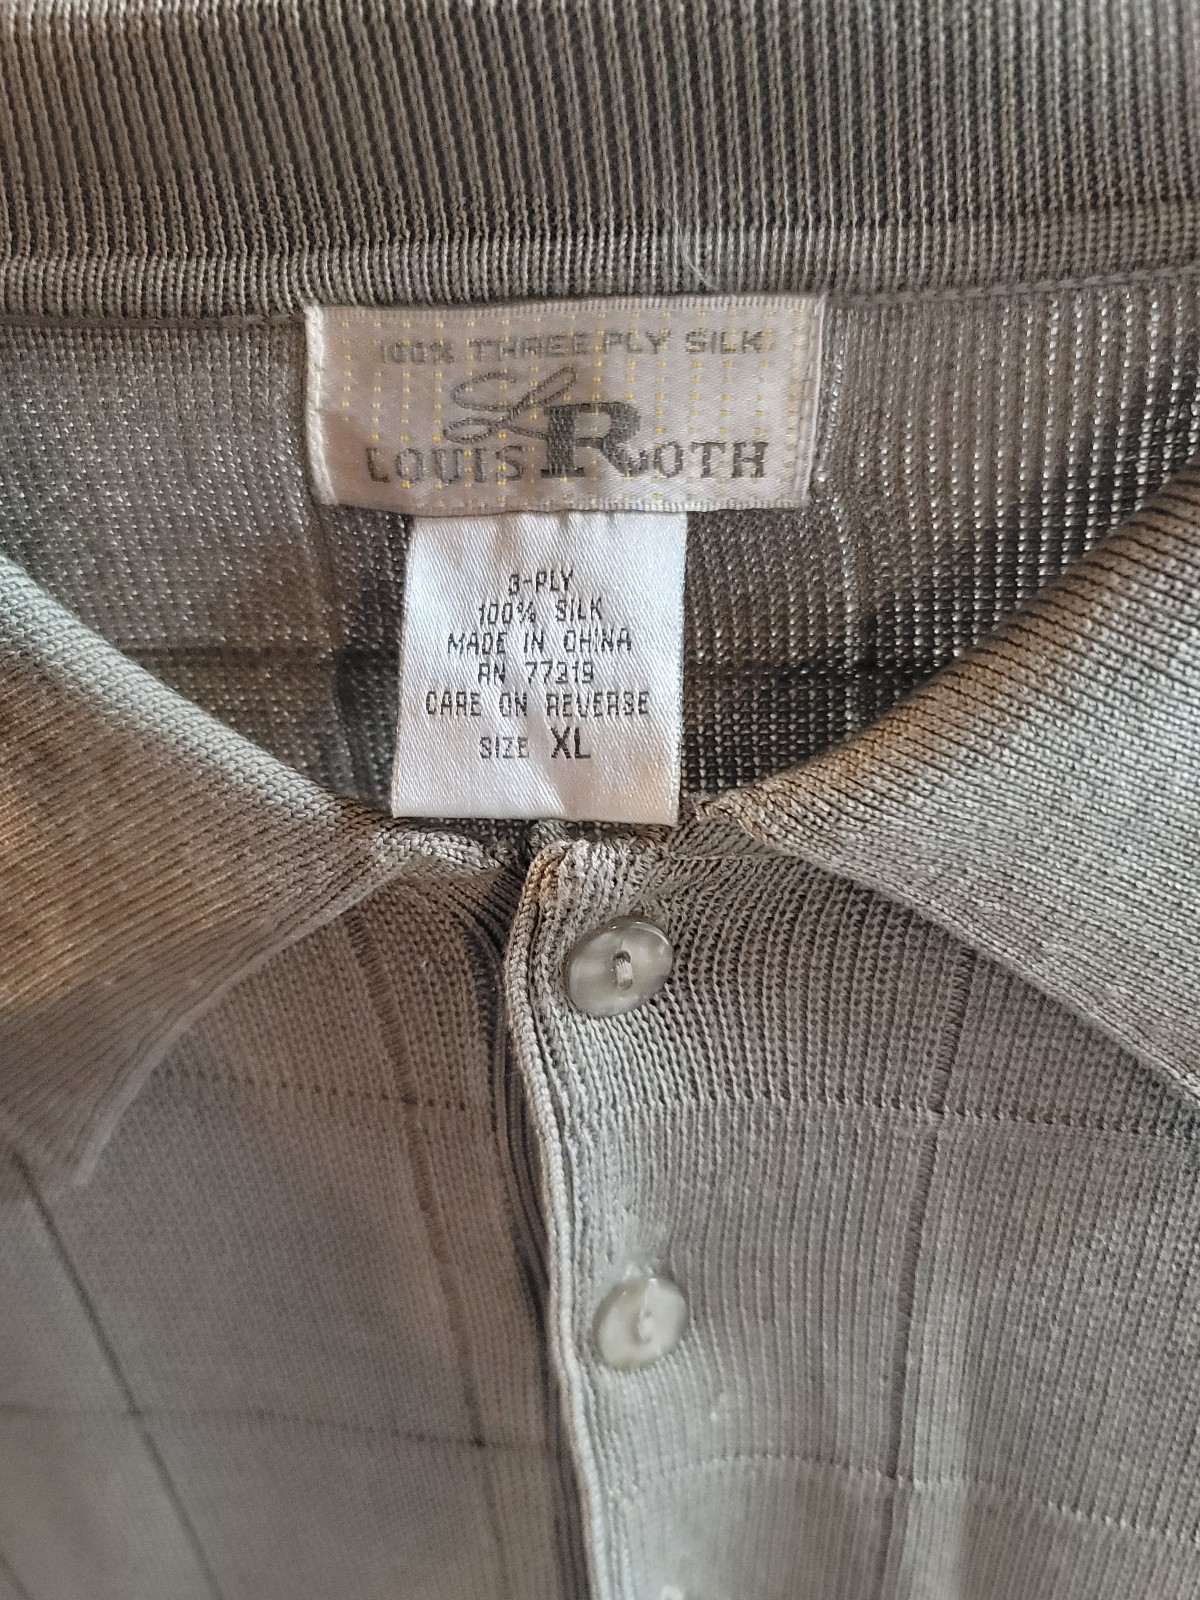 100% THREE PLY SILK
LR
LOUIS ROTH
3-PLY
100% SILK
MADE IN CHINA
RN 77219
CARE ON REVERSE
SIZE XL